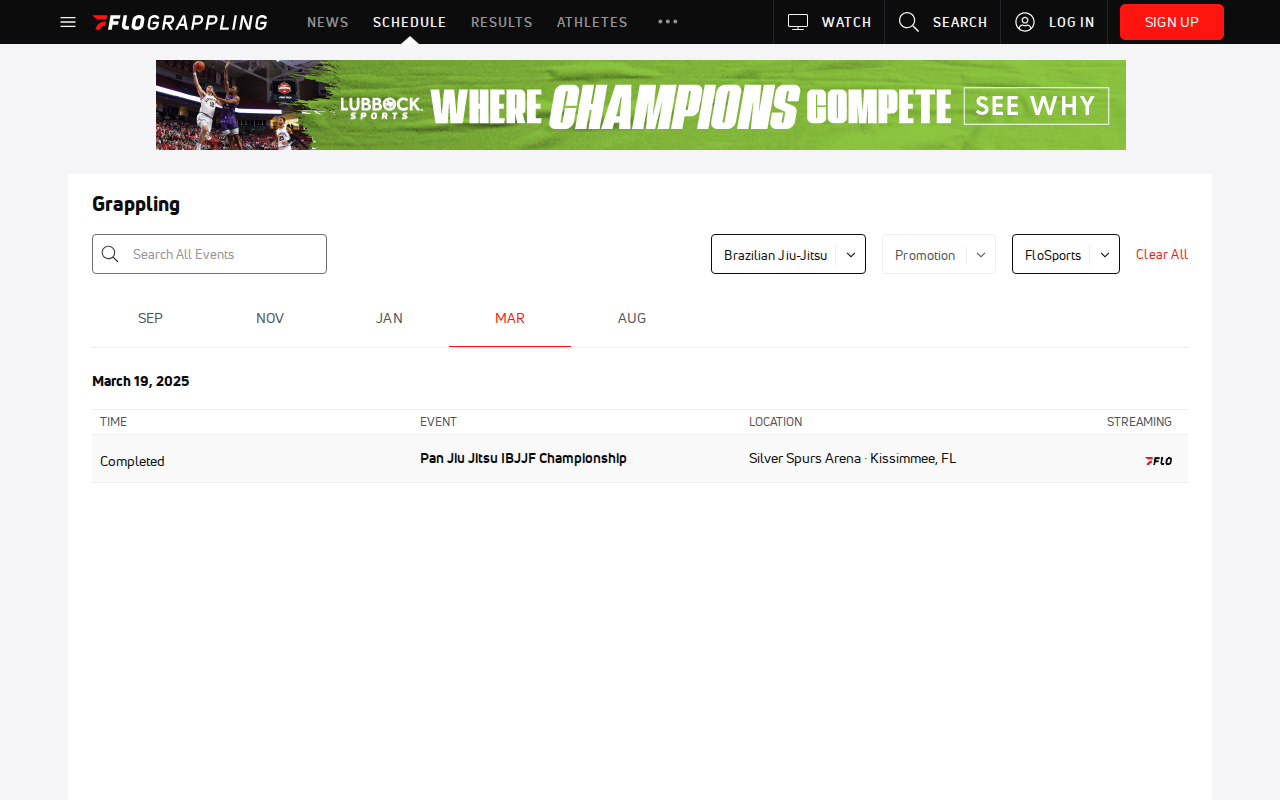 FLOGRAPPLING NEWS SCHEDULE RESULTS ATHLETES WATCH SEARCH LOG IN SIGN UP
LUBBOCK SPORTS WHERE CHAMPIONS COMPETE SEE WHY
Grappling
Search All Events Brazilian Jiu-Jitsu Promotion FloSports Clear All
SEP NOV JAN MAR AUG
March 19, 2025
TIME EVENT LOCATION STREAMING
Completed Pan Jiu Jitsu IBJJF Championship Silver Spurs Arena · Kissimmee, FL FLO